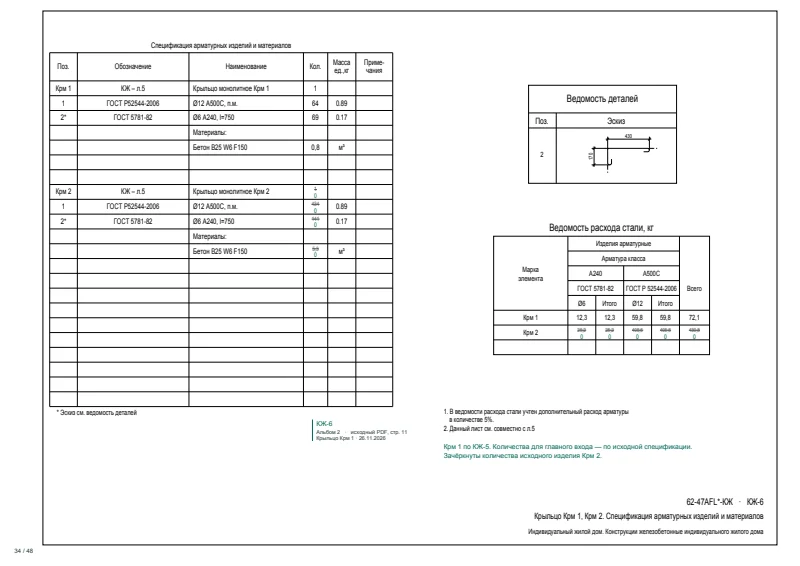 Спецификация арматурных изделий и материалов
Поз. Обозначение Наименование Кол. Масса ед.,кг Приме-чания
Крм 1 КЖ – л.5 Крыльцо монолитное Крм 1 1
1 ГОСТ Р52544-2006 Ø12 А500С, п.м. 64 0.89
2* ГОСТ 5781-82 Ø6 А240, l=750 69 0.17
Материалы:
Бетон В25 W6 F150 0,8 м³
Крм 2 КЖ – л.5 Крыльцо монолитное Крм 2 0
1 ГОСТ Р52544-2006 Ø12 А500С, п.м. 0 0.89
2* ГОСТ 5781-82 Ø6 А240, l=750 0 0.17
Материалы:
Бетон В25 W6 F150 0 м³
* Эскиз см. ведомость деталей
КЖ-6
Альбом 2 · исходный PDF, стр. 11
Крыльцо Крм 1 · 26.11.2026
Ведомость деталей
Поз. Эскиз
2
430
Ведомость расхода стали, кг
Марка элемента
Изделия арматурные
Арматура класса
А240 А500С
ГОСТ 5781-82 ГОСТ Р 52544-2006 Всего
Ø6 Итого Ø12 Итого
Крм 1 12,3 12,3 59,8 59,8 72,1
Крм 2 0 0 0 0 0
1. В ведомости расхода стали учтен дополнительный расход арматуры
в количестве 5%.
2. Данный лист см. совместно с л.5
Крм 1 по КЖ-5. Количества для главного входа — по исходной спецификации.
Зачёркнуты количества исходного изделия Крм 2.
62-47AFL*-КЖ · КЖ-6
Крыльцо Крм 1, Крм 2. Спецификация арматурных изделий и материалов
Индивидуальный жилой дом. Конструкции железобетонные индивидуального жилого дома
34 / 48